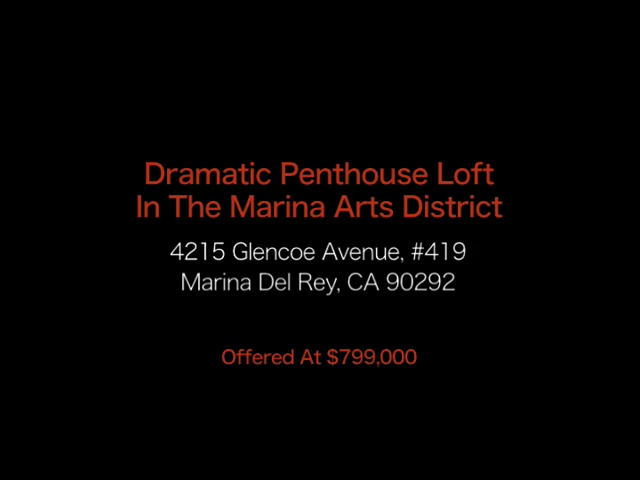 Dramatic Penthouse Loft
In The Marina Arts District
4215 Glencoe Avenue, #419
Marina Del Rey, CA 90292
Offered At $799,000